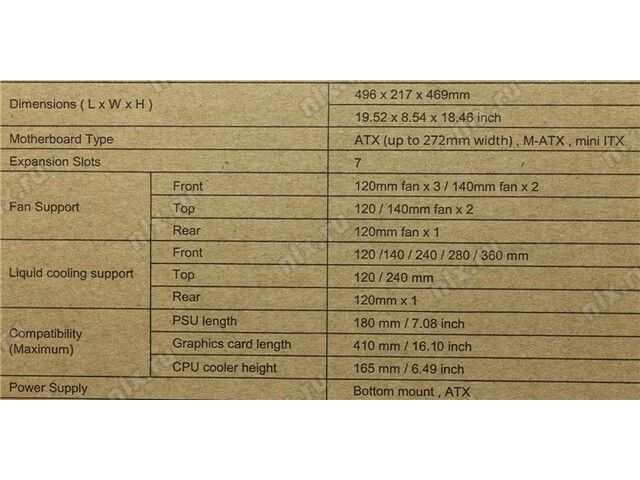 Dimensions ( L x W x H )
496 x 217 x 469mm
19.52 x 8.54 x 18.46 inch
Motherboard Type ATX (up to 272mm width) , M-ATX , mini ITX
Expansion Slots 7
Fan Support
Front 120mm fan x 3 / 140mm fan x 2
Top 120 / 140mm fan x 2
Rear 120mm fan x 1
Liquid cooling support
Front 120 /140 / 240 / 280 / 360 mm
Top 120 / 240 mm
Rear 120mm x 1
Compatibility
(Maximum)
PSU length 180 mm / 7.08 inch
Graphics card length 410 mm / 16.10 inch
CPU cooler height 165 mm / 6.49 inch
Power Supply Bottom mount , ATX